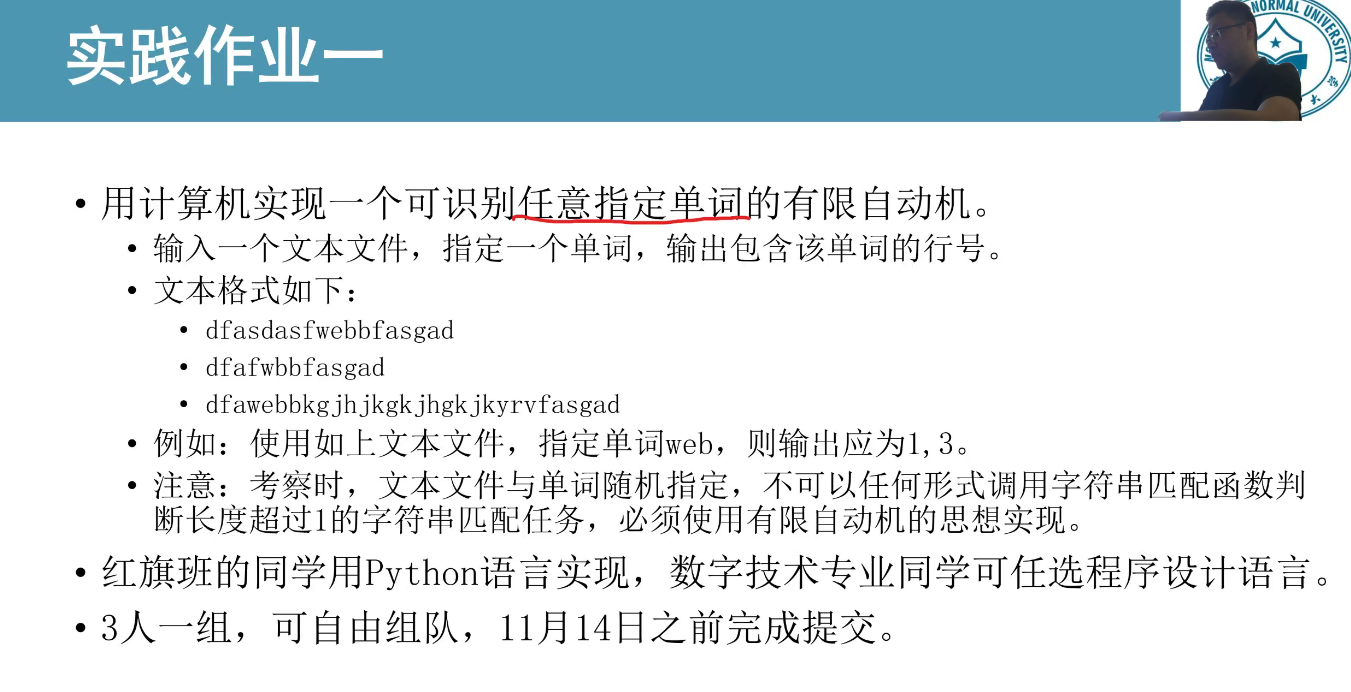 实践作业一
NORMAL UNIVERSITY
大 学
• 用计算机实现一个可识别任意指定单词的有限自动机。
• 输入一个文本文件，指定一个单词，输出包含该单词的行号。
• 文本格式如下：
• dfasdasfwebbfasgad
• dfafwbbfasgad
• dfawebbkgjhjkgkjhgkjkyrvfasgad
• 例如：使用如上文本文件，指定单词web，则输出应为1,3。
• 注意：考察时，文本文件与单词随机指定，不可以任何形式调用字符串匹配函数判
断长度超过1的字符串匹配任务，必须使用有限自动机的思想实现。
• 红旗班的同学用Python语言实现，数字技术专业同学可任选程序设计语言。
• 3人一组，可自由组队，11月14日之前完成提交。